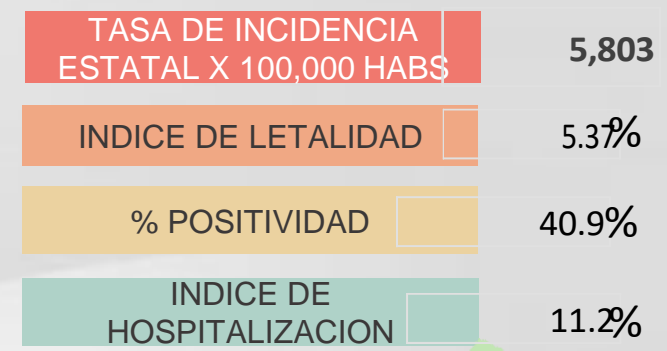 TASA DE INCIDENCIA
ESTATAL X 100,000 HABS
5,803
INDICE DE LETALIDAD
5.37%
% POSITIVIDAD
40.9%
INDICE DE
HOSPITALIZACION
11.2%